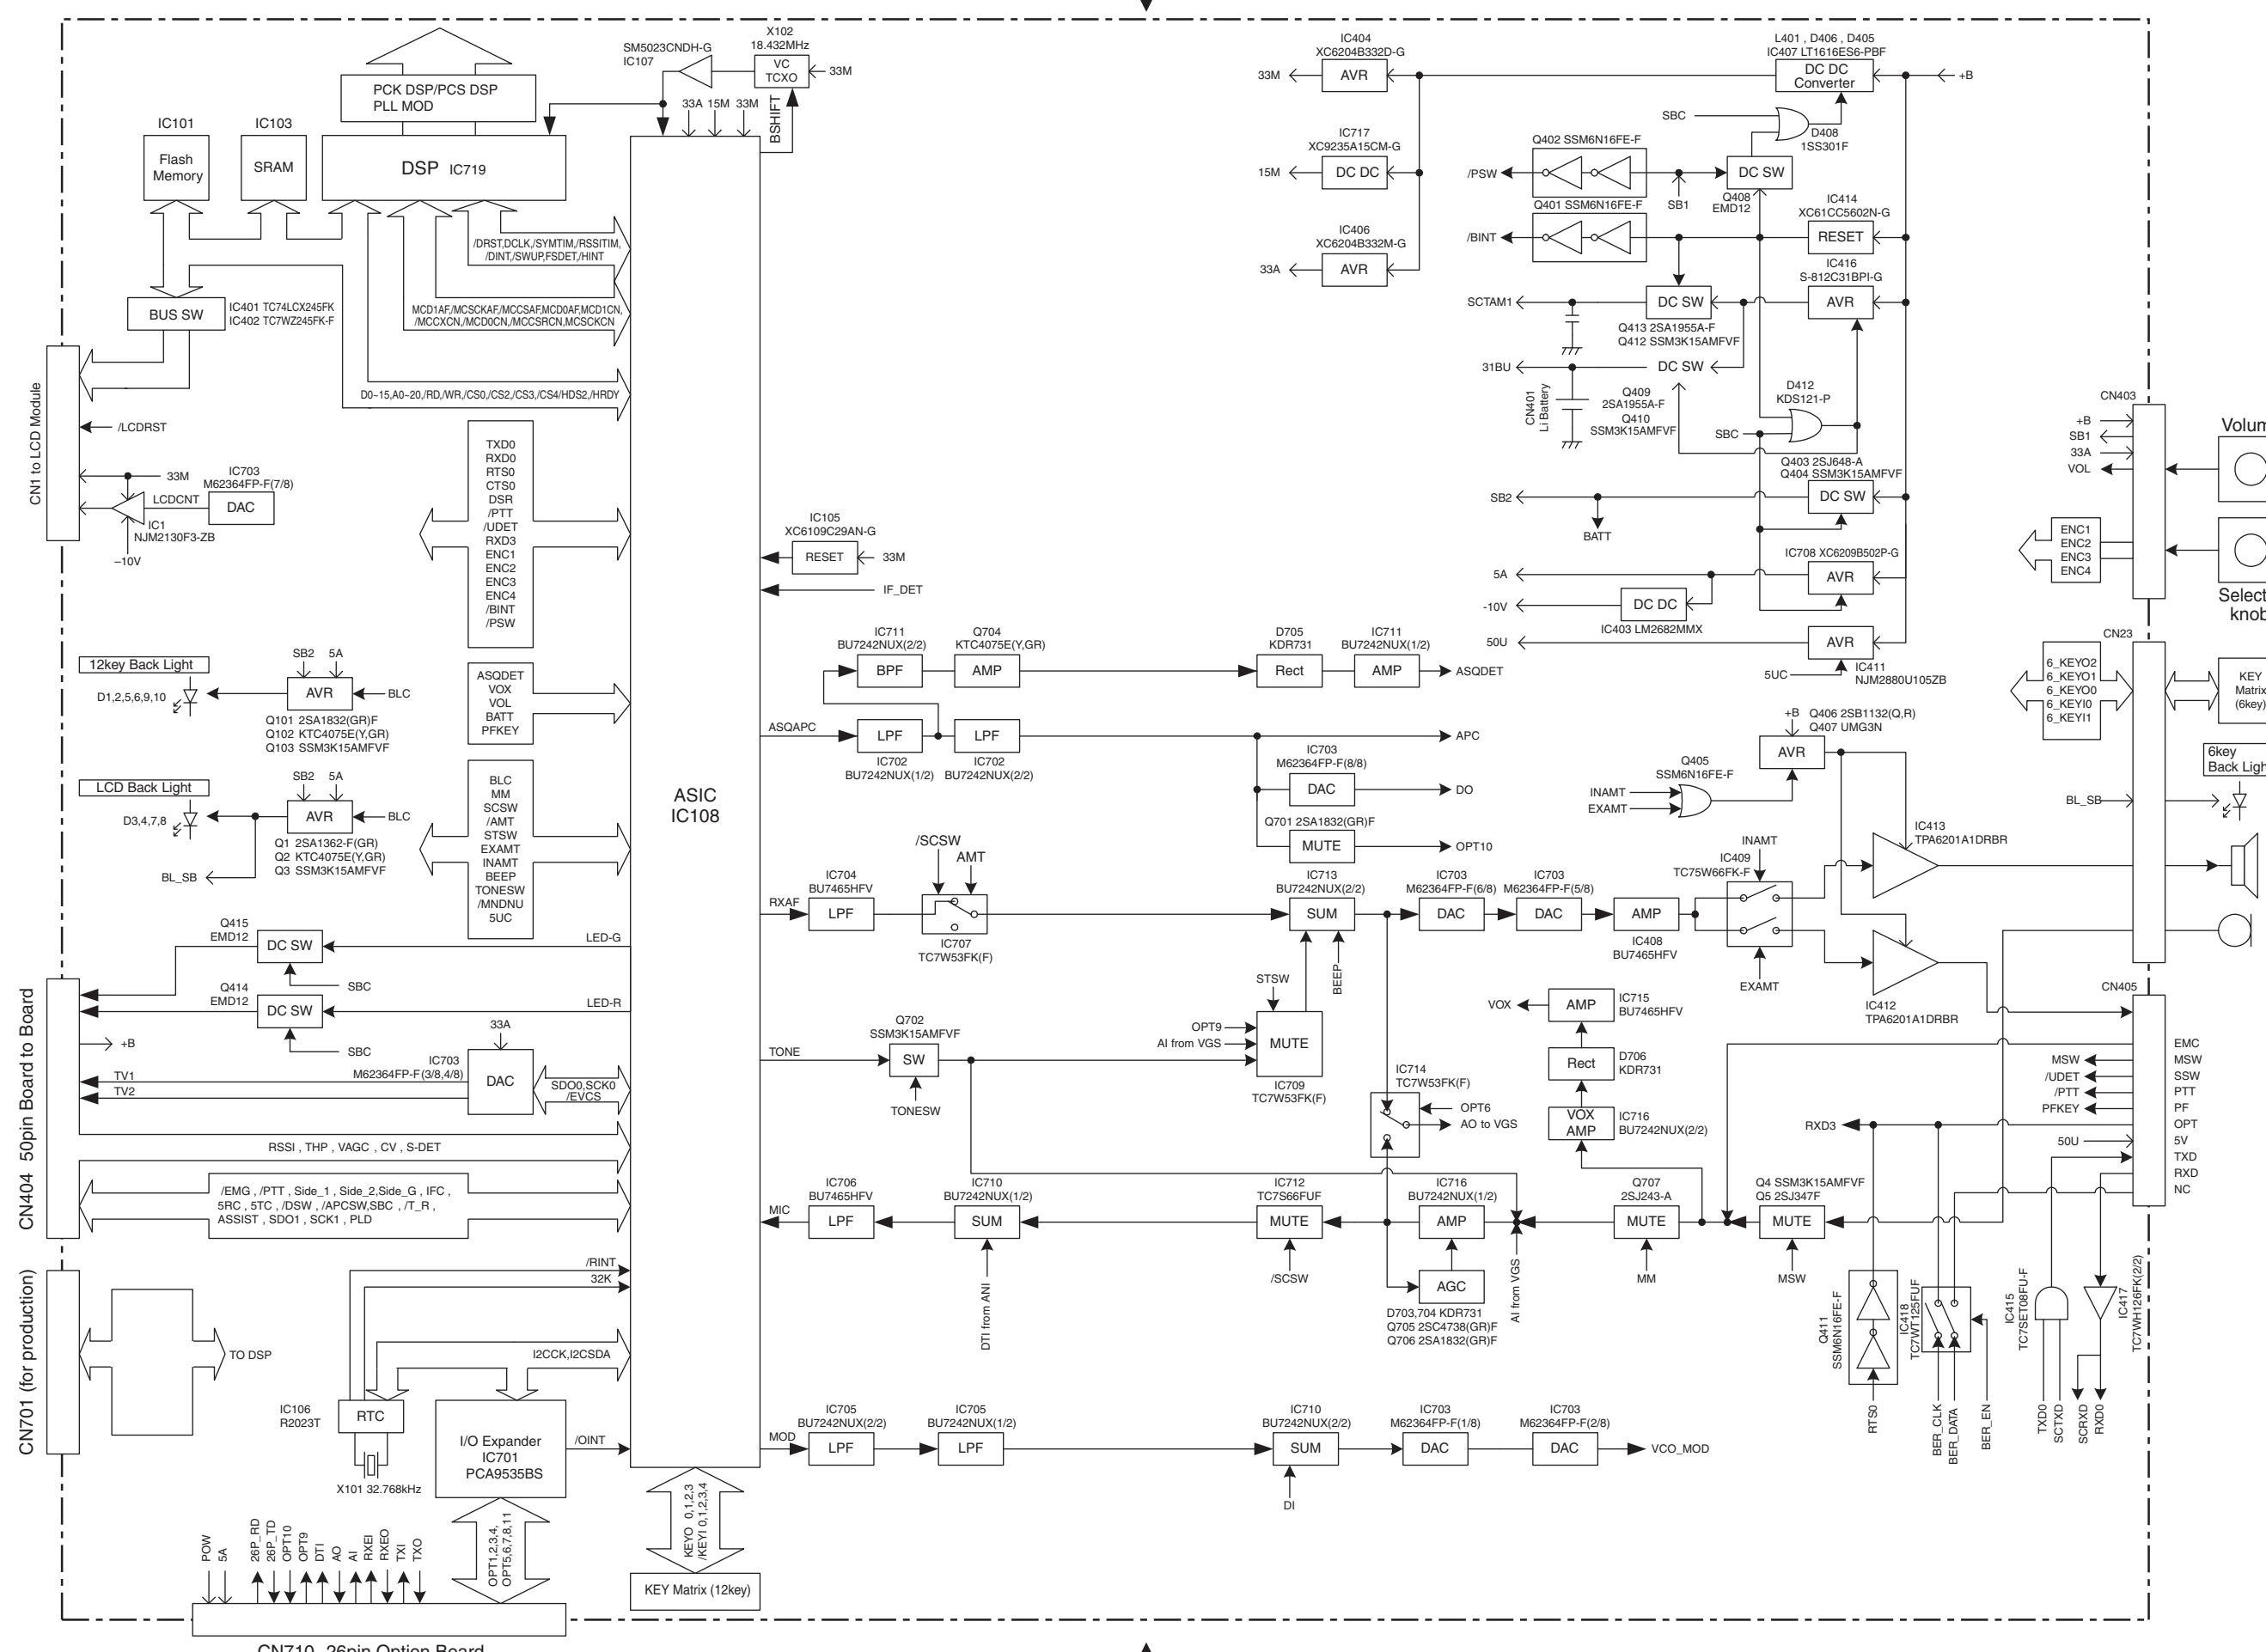 PCK DSP/PCS DSP
PLL MOD
SM5023CNDH-G
IC107
X102
18.432MHz
VC
TCXO
33M
33A 15M 33M
BSHIFT
IC101
Flash
Memory
IC103
SRAM
DSP IC719
/DRST,DCLK,/SYMTIM,/RSSITIM,
/DINT,/SWUP,FSDET,/HINT
MCD1AF,/MCSCKAF,/MCCSAF,MCD0AF,MCD1CN,
/MCCXCN,/MCD0CN,/MCCSRCN,MCSCKCN
D0~15,A0~20,/RD,/WR,/CS0,/CS2,/CS3,/CS4/HDS2,/HRDY
BUS SW
IC401 TC74LCX245FK
IC402 TC7WZ245FK-F
CN1 to LCD Module
/LCDRST
33M
LCDCNT
IC703
M62364FP-F(7/8)
DAC
IC1
NJM2130F3-ZB
–10V
TXD0
RXD0
RTS0
CTS0
DSR
/PTT
/UDET
RXD3
ENC1
ENC2
ENC3
ENC4
/BINT
/PSW
ASQDET
VOX
VOL
BATT
PFKEY
BLC
MM
SCSW
/AMT
STSW
EXAMT
INAMT
BEEP
TONESW
/MNDNU
5UC
12key Back Light
D1,2,5,6,9,10
SB2 5A
AVR
BLC
Q101 2SA1832(GR)F
Q102 KTC4075E(Y,GR)
Q103 SSM3K15AMFVF
LCD Back Light
D3,4,7,8
SB2 5A
AVR
BLC
Q1 2SA1362-F(GR)
Q2 KTC4075E(Y,GR)
Q3 SSM3K15AMFVF
BL_SB
Q415
EMD12
DC SW
LED-G
SBC
Q414
EMD12
DC SW
LED-R
SBC
CN404 50pin Board to Board
+B
TV1
TV2
IC703
M62364FP-F(3/8,4/8)
33A
DAC
SDO0,SCK0
/EVCS
RSSI , THP , VAGC , CV , S-DET
/EMG , /PTT , Side_1 , Side_2,Side_G , IFC ,
5RC , 5TC , /DSW , /APCSW,SBC , /T_R ,
ASSIST , SDO1 , SCK1 , PLD
CN701 (for production)
TO DSP
/RINT
32K
I2CCK,I2CSDA
IC106
R2023T
RTC
X101 32.768kHz
I/O Expander
IC701
PCA9535BS
/OINT
POW
5A
26P_RD
26P_TD
OPT10
OPT9
DTI
AO
AI
RXEI
RXEO
TXI
TXO
OPT1,2,3,4,
OPT5,6,7,8,11
KEYO 0,1,2,3
/KEYI 0,1,2,3,4
KEY Matrix (12key)
CN710 26pin Option Board
ASIC
IC108
IC105
XC6109C29AN-G
RESET
33M
IF_DET
IC711
BU7242NUX(2/2)
BPF
Q704
KTC4075E(Y,GR)
AMP
D705
KDR731
Rect
IC711
BU7242NUX(1/2)
AMP
ASQDET
ASQAPC
LPF
IC702
BU7242NUX(1/2)
LPF
IC702
BU7242NUX(2/2)
APC
IC703
M62364FP-F(8/8)
DAC
DO
Q701 2SA1832(GR)F
MUTE
OPT10
RXAF
IC704
BU7465HFV
LPF
/SCSW
AMT
IC707
TC7W53FK(F)
IC713
BU7242NUX(2/2)
SUM
BEEP
IC703
M62364FP-F(6/8)
DAC
IC703
M62364FP-F(5/8)
DAC
AMP
IC408
BU7465HFV
INAMT
IC409
TC75W66FK-F
EXAMT
IC413
TPA6201A1DRBR
IC412
TPA6201A1DRBR
+B
Q406 2SB1132(Q,R)
Q407 UMG3N
AVR
Q405
SSM6N16FE-F
INAMT
EXAMT
TONE
Q702
SSM3K15AMFVF
SW
TONESW
STSW
OPT9
AI from VGS
MUTE
IC709
TC7W53FK(F)
IC714
TC7W53FK(F)
OPT6
AO to VGS
VOX
AMP
IC715
BU7465HFV
Rect
D706
KDR731
VOX
AMP
IC716
BU7242NUX(2/2)
MIC
IC706
BU7465HFV
LPF
IC710
BU7242NUX(1/2)
SUM
DTI from ANI
IC712
TC7S66FUF
MUTE
/SCSW
IC716
BU7242NUX(1/2)
AMP
AGC
D703,704 KDR731
Q705 2SC4738(GR)F
Q706 2SA1832(GR)F
AI from VGS
Q707
2SJ243-A
MUTE
MM
Q4 SSM3K15AMFVF
Q5 2SJ347F
MUTE
MSW
MOD
IC705
BU7242NUX(2/2)
LPF
IC705
BU7242NUX(1/2)
LPF
IC710
BU7242NUX(2/2)
SUM
DI
IC703
M62364FP-F(1/8)
DAC
IC703
M62364FP-F(2/8)
DAC
VCO_MOD
IC404
XC6204B332D-G
33M
AVR
IC717
XC9235A15CM-G
15M
DC DC
IC406
XC6204B332M-G
33A
AVR
L401 , D406 , D405
IC407 LT1616ES6-PBF
DC DC
Converter
+B
SBC
D408
1SS301F
Q402 SSM6N16FE-F
/PSW
SB1
DC SW
Q408
EMD12
Q401 SSM6N16FE-F
/BINT
IC414
XC61CC5602N-G
RESET
IC416
S-812C31BPI-G
AVR
SCTAM1
DC SW
Q413 2SA1955A-F
Q412 SSM3K15AMFVF
31BU
DC SW
CN401
Li Battery
Q409
2SA1955A-F
Q410
SSM3K15AMFVF
D412
KDS121-P
SBC
Q403 2SJ648-A
Q404 SSM3K15AMFVF
SB2
DC SW
BATT
IC708 XC6209B502P-G
5A
AVR
-10V
DC DC
IC403 LM2682MMX
50U
AVR
5UC
IC411
NJM2880U105ZB
CN403
+B
SB1
33A
VOL
ENC1
ENC2
ENC3
ENC4
Volum
Select
knob
CN23
6_KEYO2
6_KEYO1
6_KEYO0
6_KEYI0
6_KEYI1
KEY
Matrix
(6key)
6key
Back Ligh
BL_SB
CN405
EMC
MSW MSW
/UDET SSW
/PTT PTT
PFKEY PF
RXD3 OPT
50U 5V
TXD
RXD
NC
Q411
SSM6N16FE-F
RTS0
IC418
TC7WT125FUF
BER_CLK
BER_DATA
BER_EN
IC415
TC7SET08FU-F
TXD0
SCTXD
IC417
TC7WH126FK(2/2)
SCRXD
RXD0